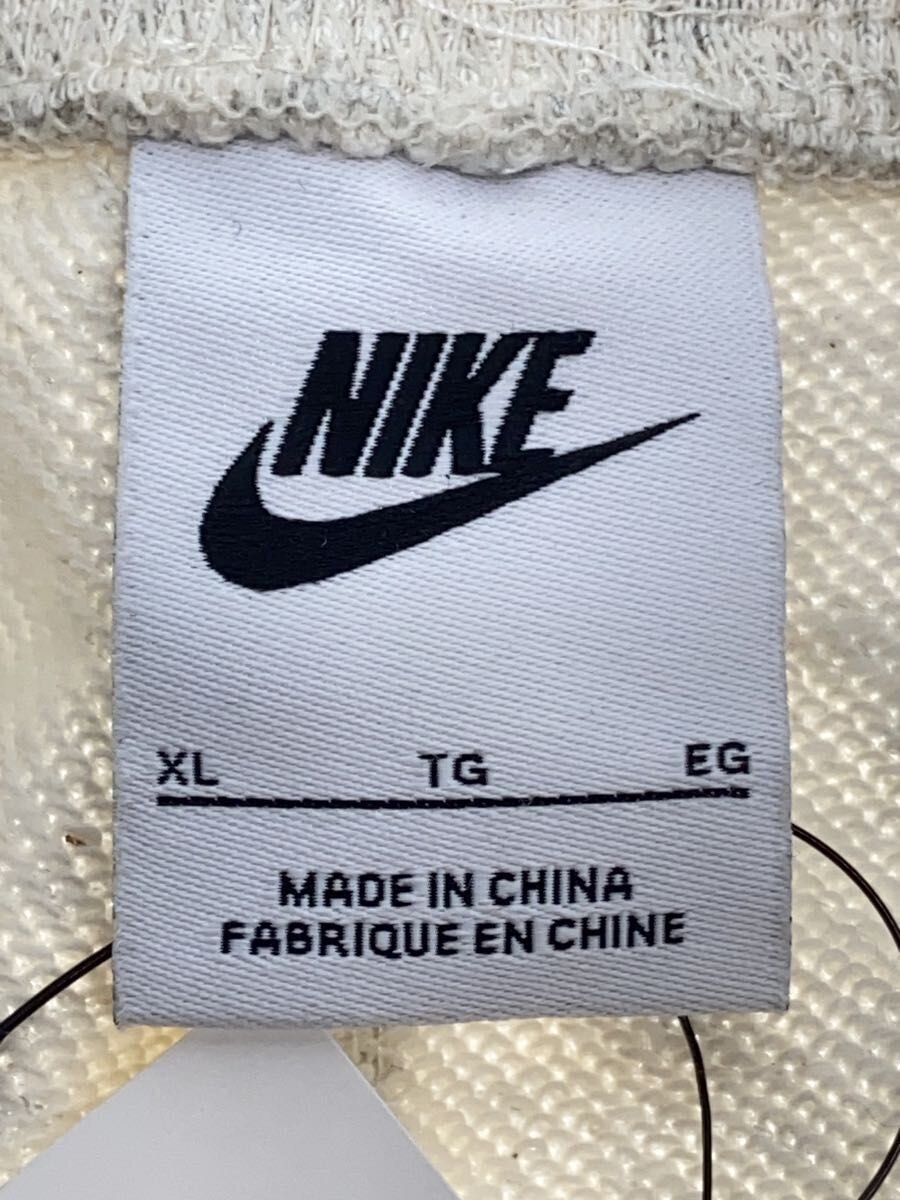 NIKE
XL TG EG
MADE IN CHINA
FABRIQUE EN CHINE